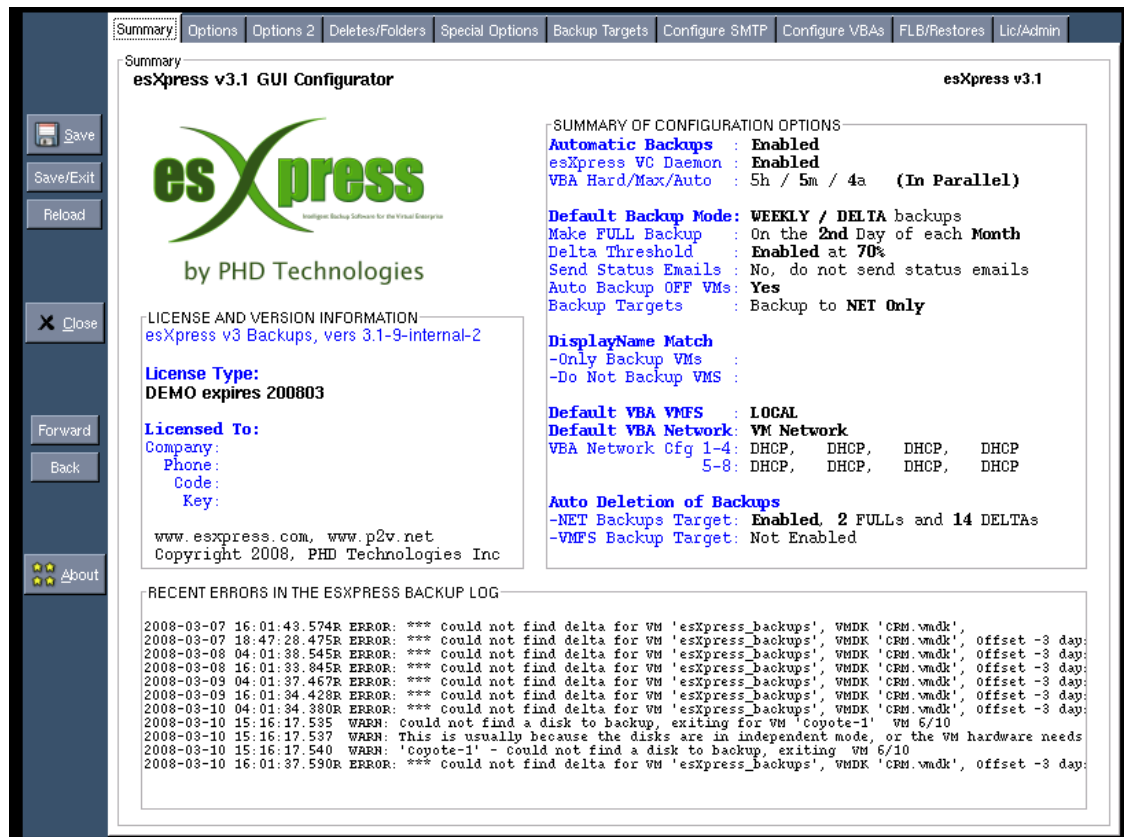 Summary Options Options 2 Deletes/Folders Special Options Backup Targets Configure SMTP Configure VBAs FLB/Restores Lic/Admin
Summary
esXpress v3.1 GUI Configurator
esXpress v3.1
Save
Save/Exit
Reload
Close
Forward
Back
About
esXpress
Intelligent Backup Software for the Virtual Enterprise
by PHD Technologies
LICENSE AND VERSION INFORMATION
esXpress v3 Backups, vers 3.1-9-internal-2
License Type:
DEMO expires 200803
Licensed To:
Company:
Phone:
Code:
Key:
www.esxpress.com, www.p2v.net
Copyright 2008, PHD Technologies Inc
SUMMARY OF CONFIGURATION OPTIONS
Automatic Backups : Enabled
esXpress VC Daemon : Enabled
VBA Hard/Max/Auto : 5h / 5m / 4a (In Parallel)
Default Backup Mode: WEEKLY / DELTA backups
Make FULL Backup : On the 2nd Day of each Month
Delta Threshold : Enabled at 70%
Send Status Emails : No, do not send status emails
Auto Backup OFF VMs: Yes
Backup Targets : Backup to NET Only
DisplayName Match
-Only Backup VMs :
-Do Not Backup VMS :
Default VBA VMFS : LOCAL
Default VBA Network: VM Network
VBA Network Cfg 1-4: DHCP, DHCP, DHCP, DHCP
5-8: DHCP, DHCP, DHCP, DHCP
Auto Deletion of Backups
-NET Backups Target: Enabled, 2 FULLs and 14 DELTAs
-VMFS Backup Target: Not Enabled
RECENT ERRORS IN THE ESXPRESS BACKUP LOG
2008-03-07 16:01:43.574R ERROR: *** Could not find delta for VM 'esXpress_backups', VMDK 'CRM.vmdk',
2008-03-07 18:47:28.475R ERROR: *** Could not find delta for VM 'esXpress_backups', VMDK 'CRM.vmdk', Offset -3 day:
2008-03-08 04:01:38.545R ERROR: *** Could not find delta for VM 'esXpress_backups', VMDK 'CRM.vmdk', Offset -3 day:
2008-03-08 16:01:33.845R ERROR: *** Could not find delta for VM 'esXpress_backups', VMDK 'CRM.vmdk', Offset -3 day:
2008-03-09 04:01:37.467R ERROR: *** Could not find delta for VM 'esXpress_backups', VMDK 'CRM.vmdk', Offset -3 day:
2008-03-09 16:01:34.428R ERROR: *** Could not find delta for VM 'esXpress_backups', VMDK 'CRM.vmdk', Offset -3 day:
2008-03-10 04:01:34.380R ERROR: *** Could not find delta for VM 'esXpress_backups', VMDK 'CRM.vmdk', Offset -3 day:
2008-03-10 15:16:17.535 WARN: Could not find a disk to backup, exiting for VM 'Coyote-1' VM 6/10
2008-03-10 15:16:17.537 WARN: This is usually because the disks are in independent mode, or the VM hardware needs
2008-03-10 15:16:17.540 WARN: 'Coyote-1' - Could not find a disk to backup, exiting VM 6/10
2008-03-10 16:01:37.590R ERROR: *** Could not find delta for VM 'esXpress_backups', VMDK 'CRM.vmdk', Offset -3 day: